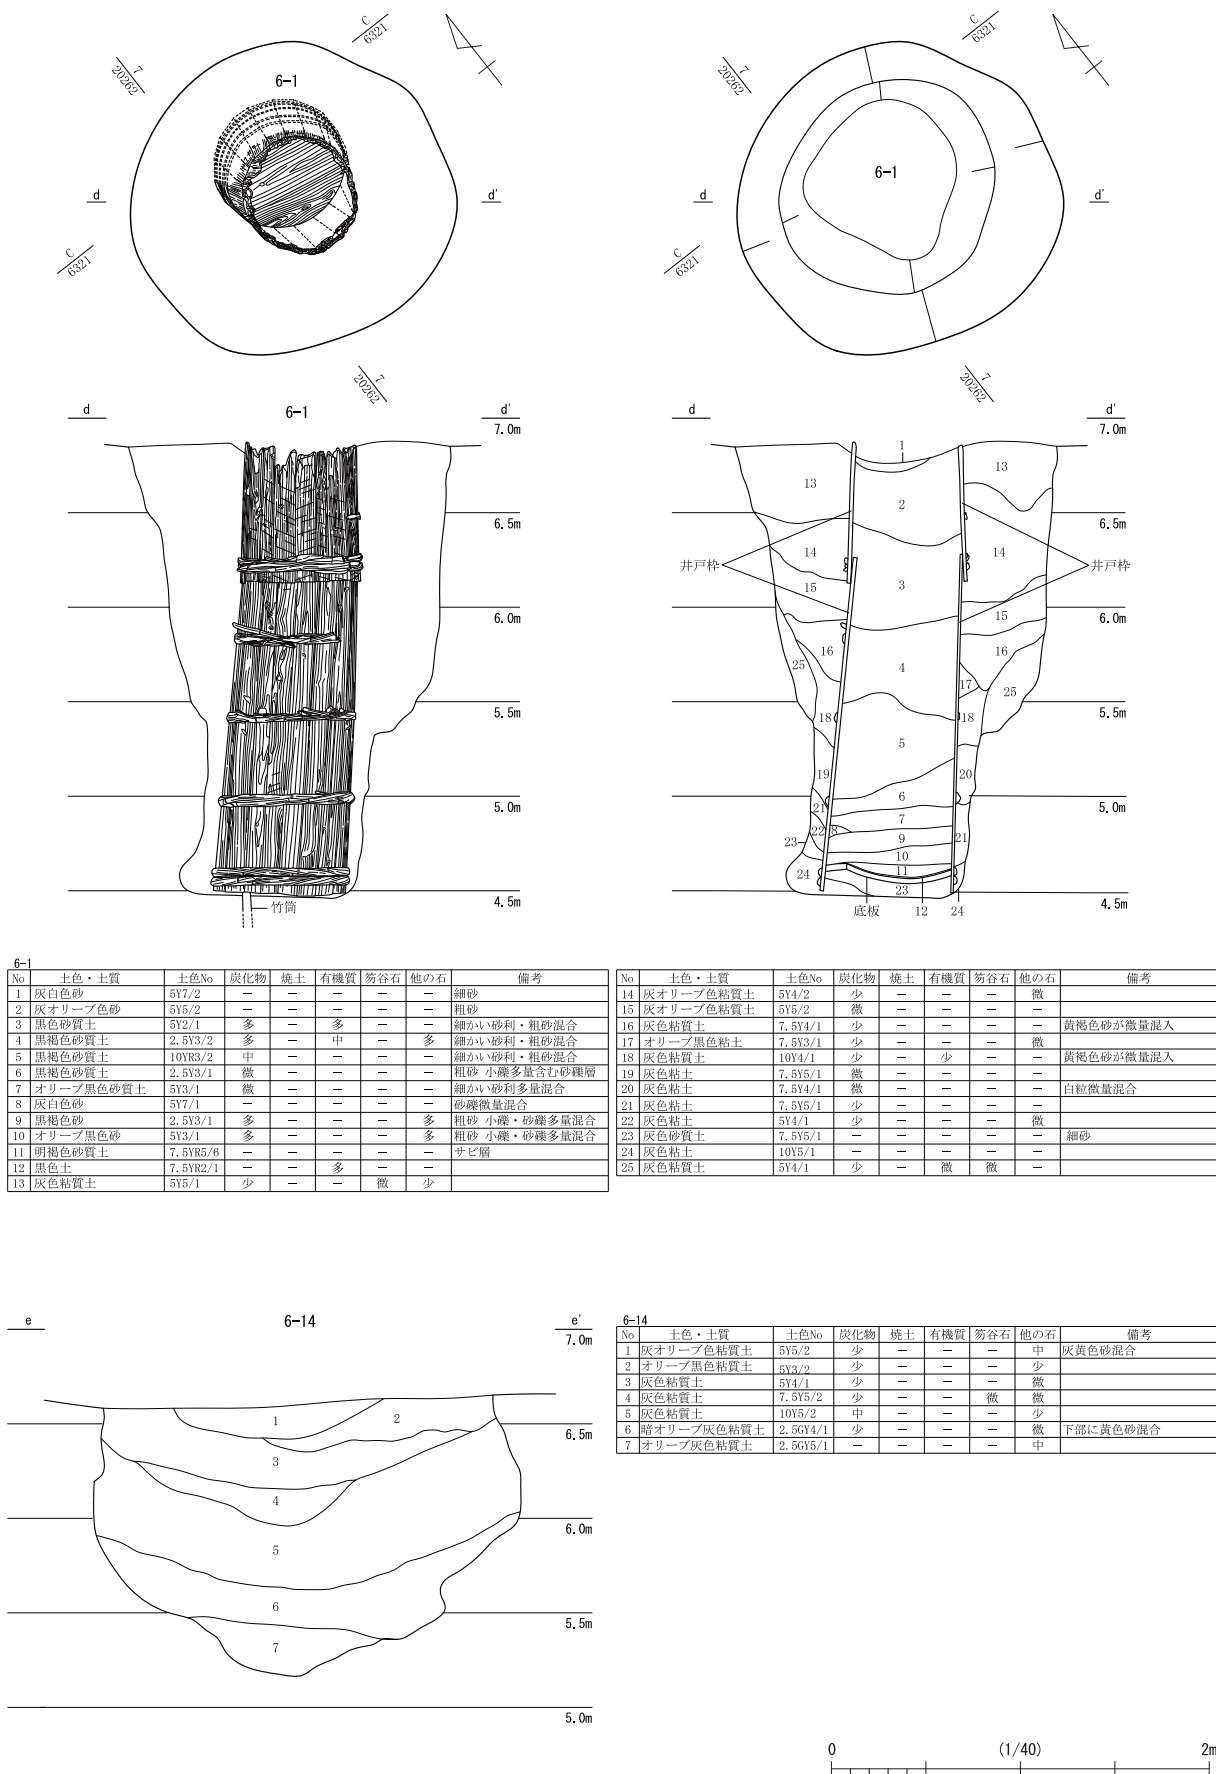 C
6321
7
20262
6-1
d
d'
C
6321
7
20262
C
6321
7
20262
6-1
d
d'
C
6321
7
20262
d
6-1
d'
7.0m
6.5m
6.0m
5.5m
5.0m
4.5m
竹筒
d
d'
7.0m
1
13
13
2
6.5m
14
14
井戸枠
井戸枠
3
15
15
6.0m
16
16
25
4
17
25
5.5m
18
18
5
19
20
6
5.0m
21
7
22
8
9
21
23
10
11
24
23
4.5m
底板
12
24
6-1
No 土色・土質 土色No 炭化物 焼土 有機質 笏谷石 他の石 備考
1 灰白色砂 5Y7/2 － － － － － 細砂
2 灰オリーブ色砂 5Y5/2 － － － － － 粗砂
3 黒色砂質土 5Y2/1 多 － 多 － － 細かい砂利・粗砂混合
4 黒褐色砂質土 2.5Y3/2 多 － 中 － 多 細かい砂利・粗砂混合
5 黒褐色砂質土 10YR3/2 中 － － － － 細かい砂利・粗砂混合
6 黒褐色砂質土 2.5Y3/1 微 － － － － 粗砂 小礫多量含む砂礫層
7 オリーブ黒色砂質土 5Y3/1 微 － － － － 細かい砂利多量混合
8 灰白色砂 5Y7/1 － － － － － 砂礫微量混合
9 黒褐色砂 2.5Y3/1 多 － － － 多 粗砂 小礫・砂礫多量混合
10 オリーブ黒色砂 5Y3/1 多 － － － 多 粗砂 小礫・砂礫多量混合
11 明褐色砂質土 7.5YR5/6 － － － － － サビ層
12 黒色土 7.5YR2/1 － － 多 － －
13 灰色粘質土 5Y5/1 少 － － 微 少
No 土色・土質 土色No 炭化物 焼土 有機質 笏谷石 他の石 備考
14 灰オリーブ色粘質土 5Y4/2 少 － － － 微
15 灰オリーブ色粘質土 5Y5/2 微 － － － －
16 灰色粘質土 7.5Y4/1 少 － － － － 黄褐色砂が微量混入
17 オリーブ黒色粘土 7.5Y3/1 少 － － － 微
18 灰色粘質土 10Y4/1 少 － 少 － － 黄褐色砂が微量混入
19 灰色粘土 7.5Y5/1 微 － － － －
20 灰色粘質土 7.5Y4/1 微 － － － － 白粒微量混合
21 灰色粘土 7.5Y5/1 少 － － － －
22 灰色粘土 5Y4/1 少 － － － 微
23 灰色砂質土 7.5Y5/1 － － － － － 細砂
24 灰色粘土 10Y5/1 － － － － －
25 灰色粘質土 5Y4/1 少 － 微 微 －
e
6-14
e'
7.0m
1
2
6.5m
3
4
6.0m
5
6
5.5m
7
5.0m
6-14
No 土色・土質 土色No 炭化物 焼土 有機質 笏谷石 他の石 備考
1 灰オリーブ色粘質土 5Y5/2 少 － － － 中 灰黄色砂混合
2 オリーブ黒色粘質土 5Y3/2 少 － － － 少
3 灰色粘質土 5Y4/1 少 － － － 微
4 灰色粘質土 7.5Y5/2 少 － － 微 微
5 灰色粘質土 10Y5/2 中 － － － 少
6 暗オリーブ灰色粘質土 2.5GY4/1 少 － － － 微 下部に黄色砂混合
7 オリーブ灰色粘質土 2.5GY5/1 － － － － 中
0
(1/40)
2m